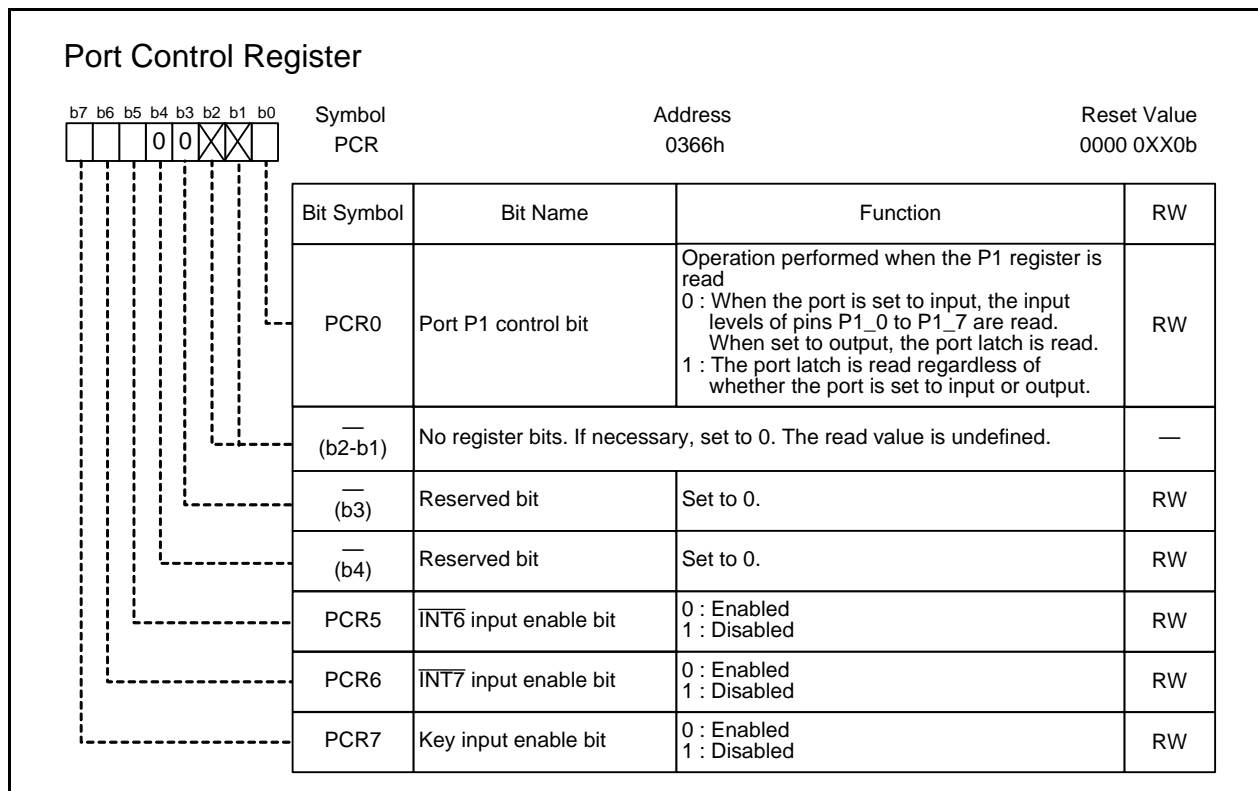 Port Control Register
b7 b6 b5 b4 b3 b2 b1 b0
0 0
Symbol Address Reset Value
PCR 0366h 0000 0XX0b
Bit Symbol Bit Name Function RW
PCR0 Port P1 control bit
Operation performed when the P1 register is
read
0 : When the port is set to input, the input
levels of pins P1_0 to P1_7 are read.
When set to output, the port latch is read.
1 : The port latch is read regardless of
whether the port is set to input or output.
RW
—
(b2-b1)
No register bits. If necessary, set to 0. The read value is undefined. —
—
(b3)
Reserved bit Set to 0. RW
—
(b4)
Reserved bit Set to 0. RW
PCR5 INT6 input enable bit
0 : Enabled
1 : Disabled
RW
PCR6 INT7 input enable bit
0 : Enabled
1 : Disabled
RW
PCR7 Key input enable bit
0 : Enabled
1 : Disabled
RW